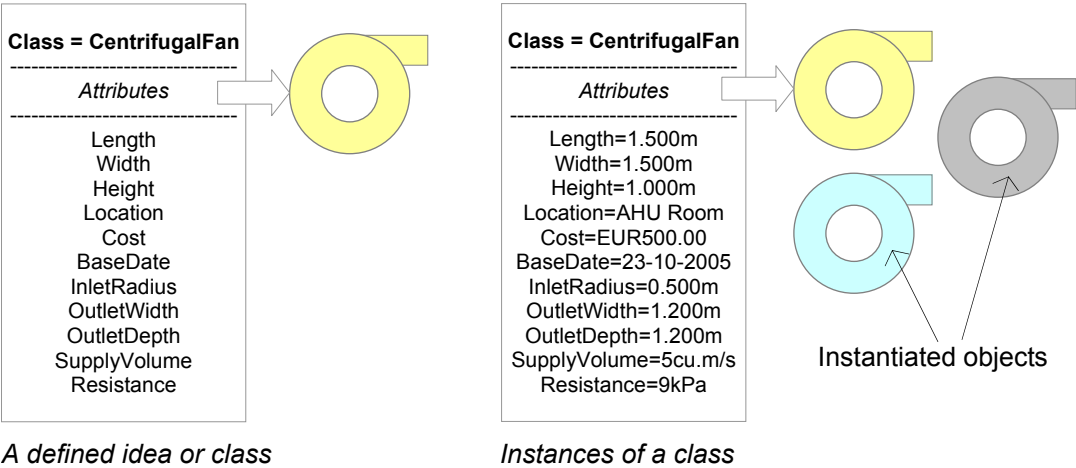 Class = CentrifugalFan
--------------------------------
Attributes
--------------------------------
Length
Width
Height
Location
Cost
BaseDate
InletRadius
OutletWidth
OutletDepth
SupplyVolume
Resistance
A defined idea or class
Class = CentrifugalFan
--------------------------------
Attributes
--------------------------------
Length=1.500m
Width=1.500m
Height=1.000m
Location=AHU Room
Cost=EUR500.00
BaseDate=23-10-2005
InletRadius=0.500m
OutletWidth=1.200m
OutletDepth=1.200m
SupplyVolume=5cu.m/s
Resistance=9kPa
Instantiated objects
Instances of a class